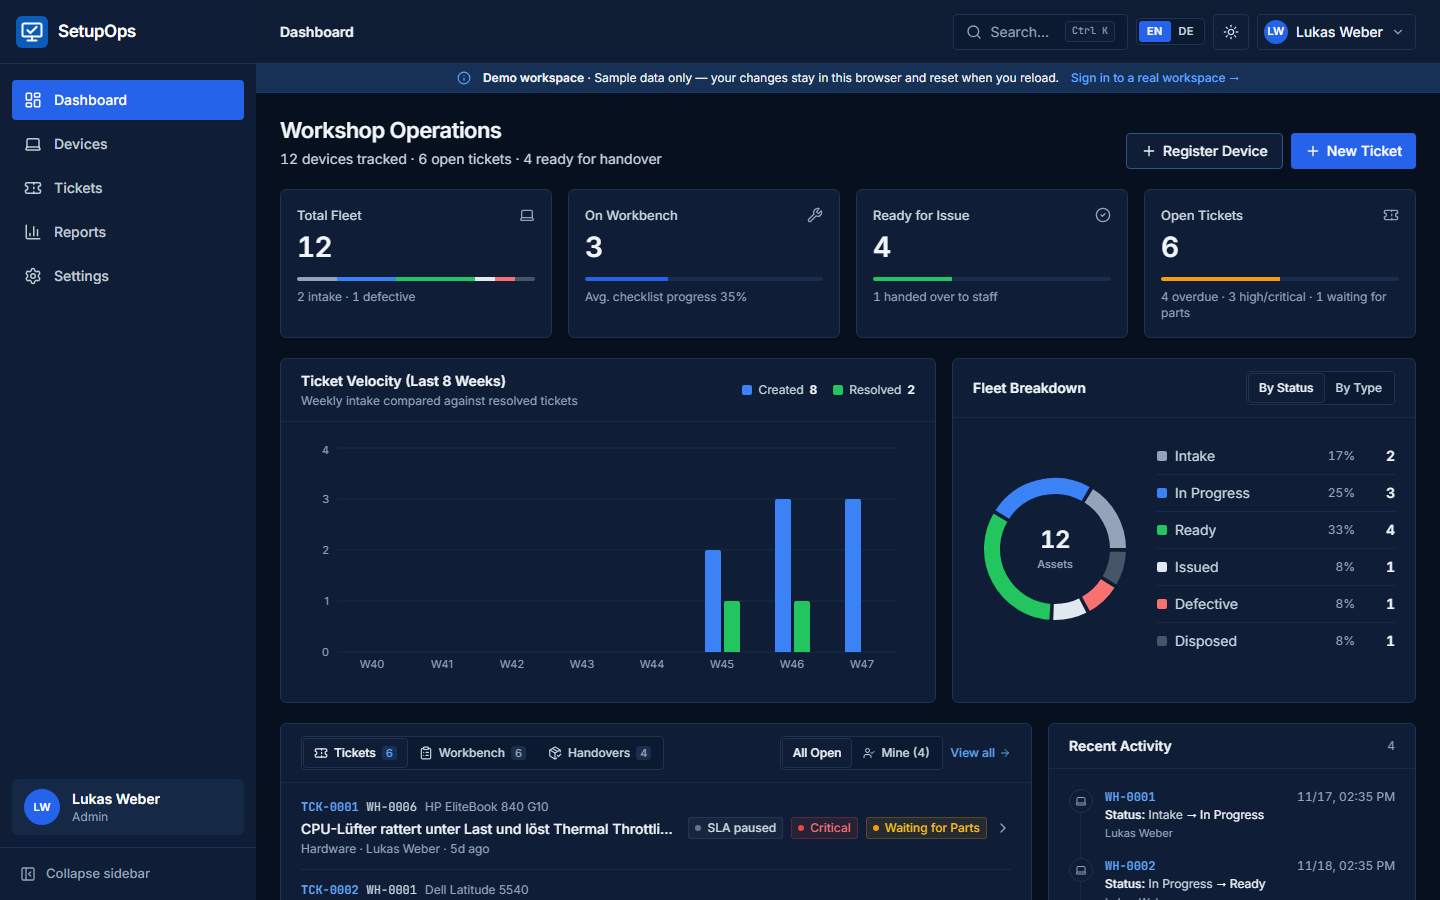 SetupOps
Dashboard
Search...
Ctrl K
EN
DE
LW
Lukas Weber
Demo workspace · Sample data only — your changes stay in this browser and reset when you reload.
Sign in to a real workspace →
Dashboard
Devices
Tickets
Reports
Settings
Workshop Operations
12 devices tracked · 6 open tickets · 4 ready for handover
Register Device
New Ticket
Total Fleet
12
2 intake · 1 defective
On Workbench
3
Avg. checklist progress 35%
Ready for Issue
4
1 handed over to staff
Open Tickets
6
4 overdue · 3 high/critical · 1 waiting for
parts
Ticket Velocity (Last 8 Weeks)
Weekly intake compared against resolved tickets
Created 8
Resolved 2
4
3
2
1
0
W40
W41
W42
W43
W44
W45
W46
W47
Fleet Breakdown
By Status
By Type
12
Assets
Intake 17% 2
In Progress 25% 3
Ready 33% 4
Issued 8% 1
Defective 8% 1
Disposed 8% 1
Tickets 6
Workbench 6
Handovers 4
All Open
Mine (4)
View all →
TCK-0001 WH-0006 HP EliteBook 840 G10
CPU-Lüfter rattert unter Last und löst Thermal Throttli...
SLA paused
Critical
Waiting for Parts
Hardware · Lukas Weber · 5d ago
TCK-0002 WH-0001 Dell Latitude 5540
Recent Activity
4
WH-0001
11/17, 02:35 PM
Status: Intake → In Progress
Lukas Weber
WH-0002
11/18, 02:35 PM
Status: In Progress → Ready
LW
Lukas Weber
Admin
Collapse sidebar